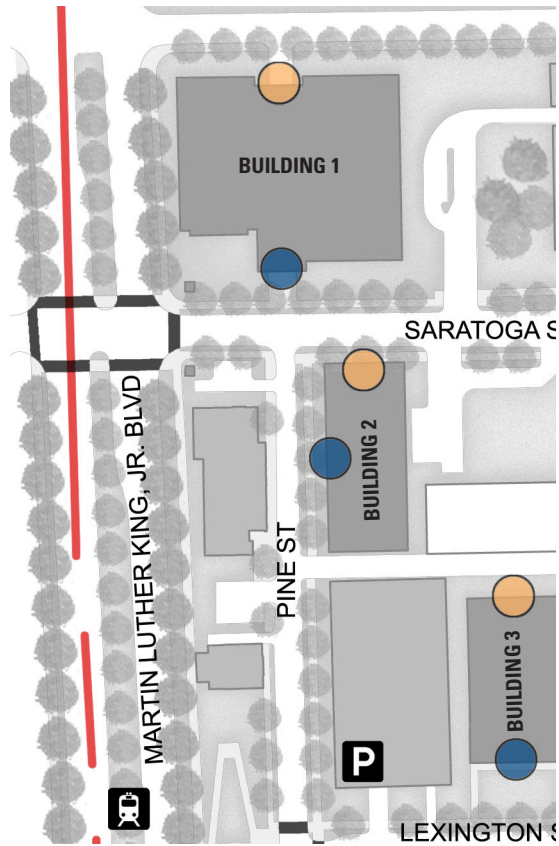 BUILDING 1
SARATOGA S
MARTIN LUTHER KING, JR. BLVD
BUILDING 2
PINE ST
BUILDING 3
P
LEXINGTON S